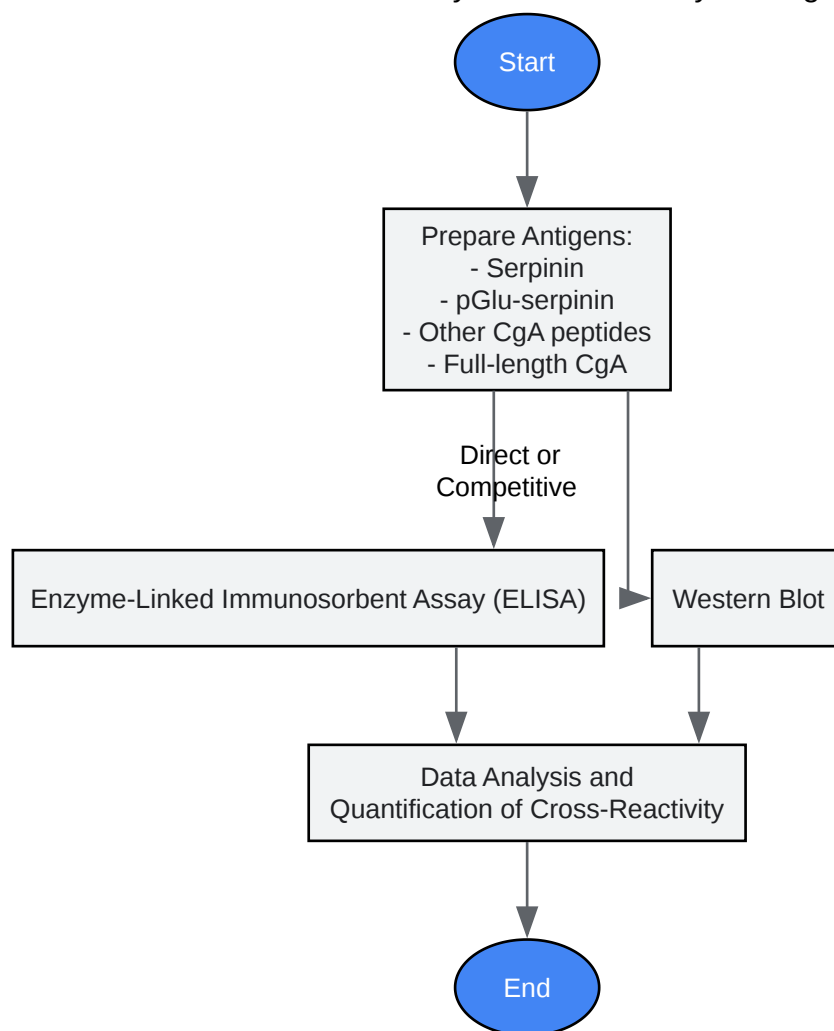 Start
Prepare Antigens:
- Serpinin
- pGlu-serpinin
- Other CgA peptides
- Full-length CgA
Direct or
Competitive
Enzyme-Linked Immunosorbent Assay (ELISA)
Western Blot
Data Analysis and
Quantification of Cross-Reactivity
End